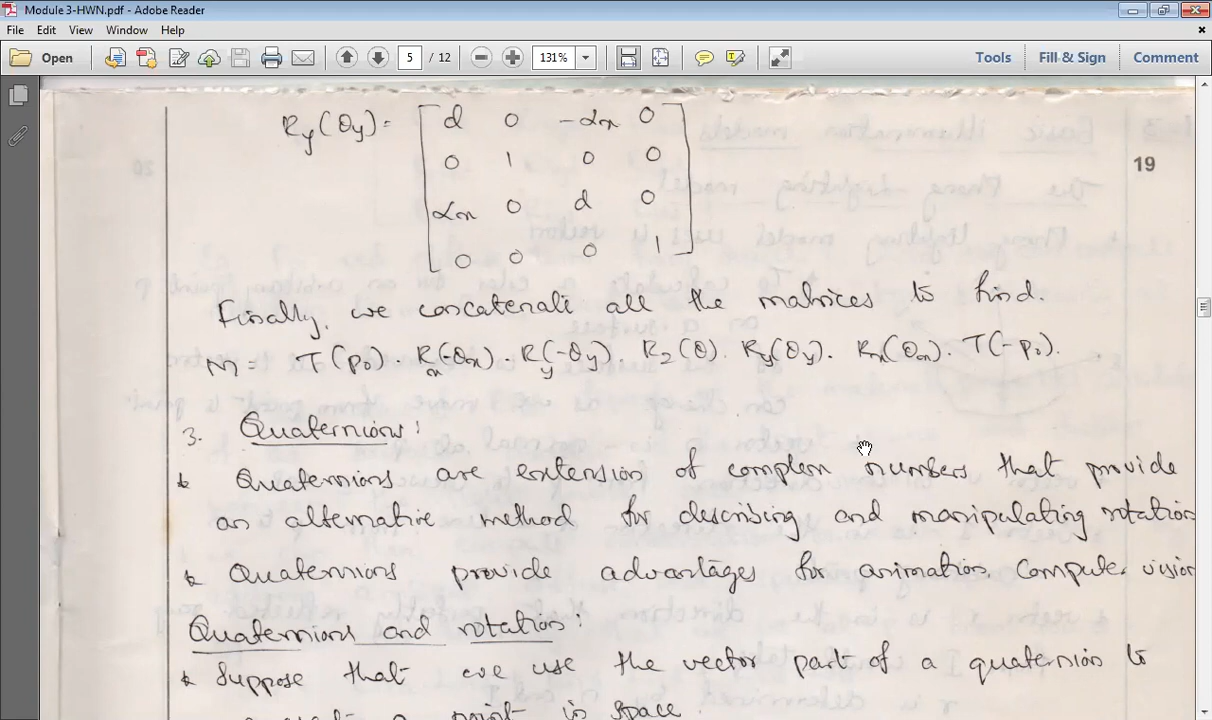 Module 3-HWN.pdf - Adobe Reader
File Edit View Window Help
Open 5 / 12 131% Tools Fill & Sign Comment
19
Ry(θy) = [ d 0 -αx 0
0 1 0 0
αx 0 d 0
0 0 0 1 ]
Finally, we concatenate all the matrices to find.
M = T(p0) . Rx(-θx) . Ry(-θy) . Rz(θ) . Ry(θy) . Rx(θx) . T(-p0).
3. Quaternions :
* Quaternions are extension of complex numbers that provide
an alternative method for describing and manipulating rotation
* Quaternions provide advantages for animation, computer vision
Quaternions and rotation :
* Suppose that we use the vector part of a quaternion to
a point in space.